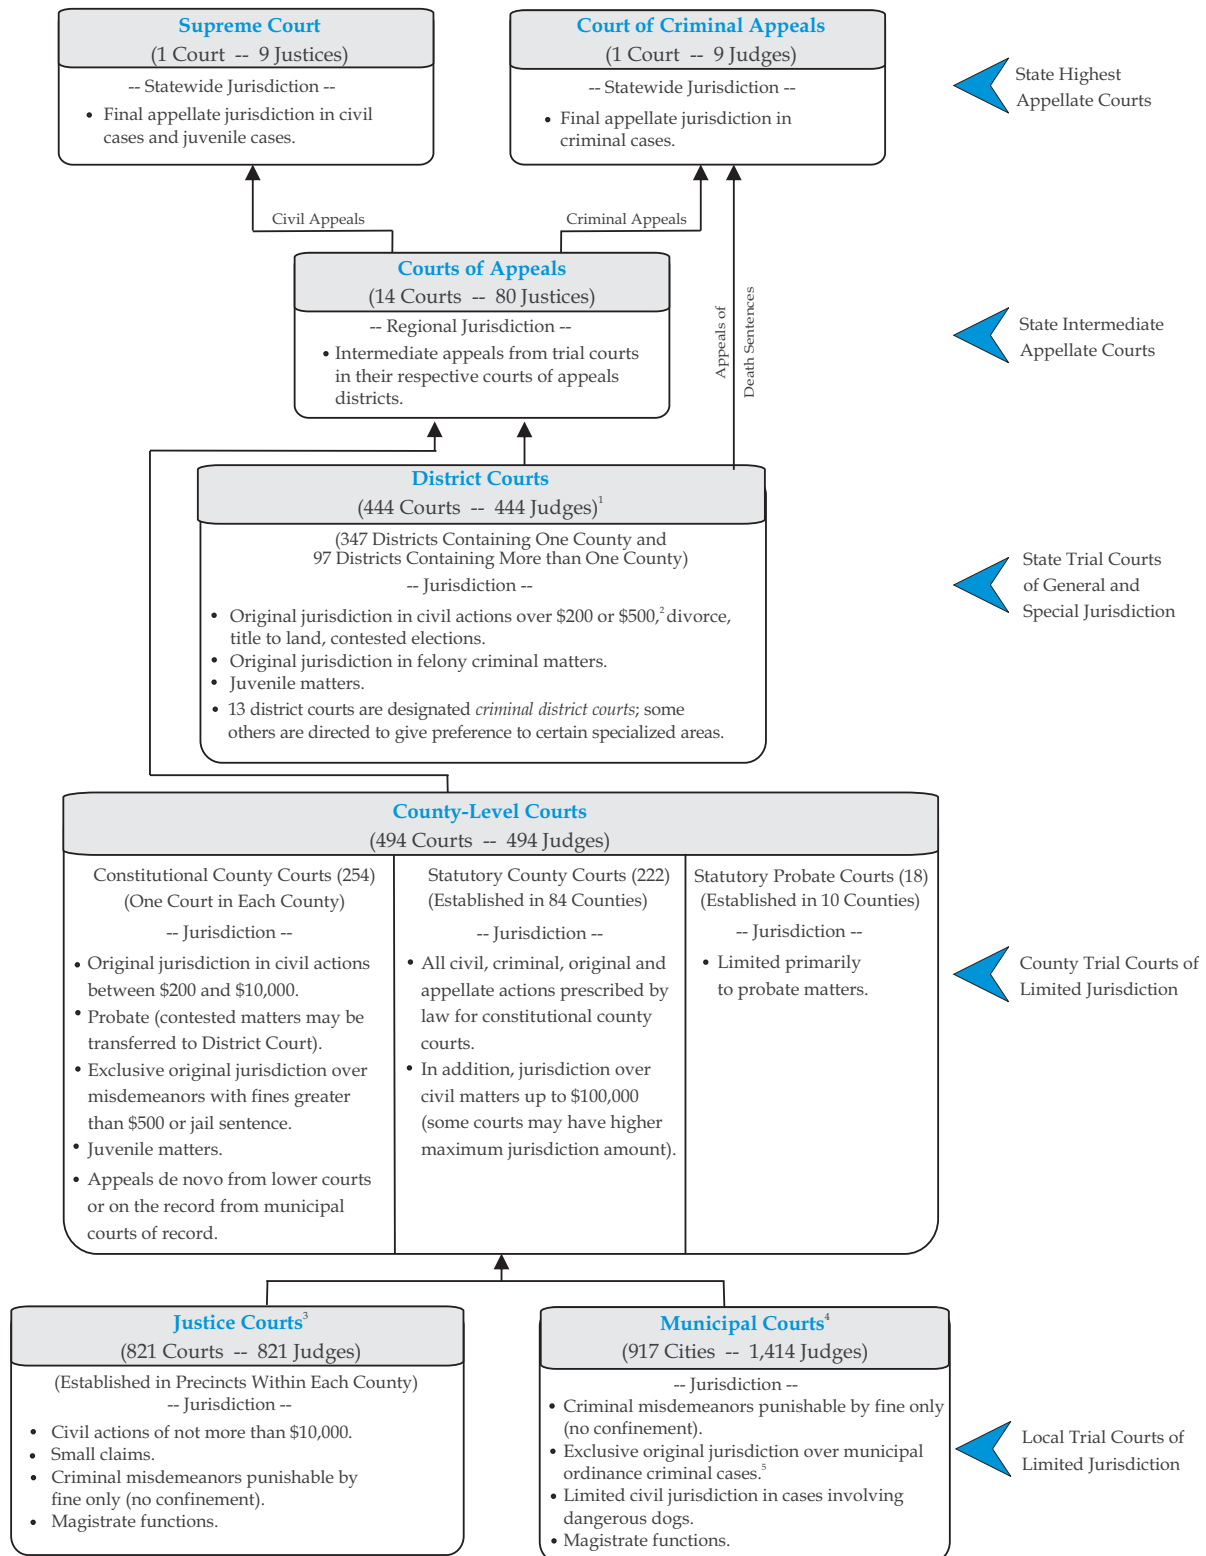 Supreme Court
(1 Court -- 9 Justices)
-- Statewide Jurisdiction --
• Final appellate jurisdiction in civil
cases and juvenile cases.
Court of Criminal Appeals
(1 Court -- 9 Judges)
-- Statewide Jurisdiction --
• Final appellate jurisdiction in
criminal cases.
State Highest
Appellate Courts
Civil Appeals
Criminal Appeals
Appeals of
Death Sentences
Courts of Appeals
(14 Courts -- 80 Justices)
-- Regional Jurisdiction --
• Intermediate appeals from trial courts
in their respective courts of appeals
districts.
State Intermediate
Appellate Courts
District Courts
(444 Courts -- 444 Judges)¹
(347 Districts Containing One County and
97 Districts Containing More than One County)
-- Jurisdiction --
• Original jurisdiction in civil actions over $200 or $500,² divorce,
title to land, contested elections.
• Original jurisdiction in felony criminal matters.
• Juvenile matters.
• 13 district courts are designated criminal district courts; some
others are directed to give preference to certain specialized areas.
State Trial Courts
of General and
Special Jurisdiction
County-Level Courts
(494 Courts -- 494 Judges)
Constitutional County Courts (254)
(One Court in Each County)
-- Jurisdiction --
• Original jurisdiction in civil actions
between $200 and $10,000.
• Probate (contested matters may be
transferred to District Court).
• Exclusive original jurisdiction over
misdemeanors with fines greater
than $500 or jail sentence.
• Juvenile matters.
• Appeals de novo from lower courts
or on the record from municipal
courts of record.
Statutory County Courts (222)
(Established in 84 Counties)
-- Jurisdiction --
• All civil, criminal, original and
appellate actions prescribed by
law for constitutional county
courts.
• In addition, jurisdiction over
civil matters up to $100,000
(some courts may have higher
maximum jurisdiction amount).
Statutory Probate Courts (18)
(Established in 10 Counties)
-- Jurisdiction --
• Limited primarily
to probate matters.
County Trial Courts of
Limited Jurisdiction
Justice Courts³
(821 Courts -- 821 Judges)
(Established in Precincts Within Each County)
-- Jurisdiction --
• Civil actions of not more than $10,000.
• Small claims.
• Criminal misdemeanors punishable by
fine only (no confinement).
• Magistrate functions.
Municipal Courts⁴
(917 Cities -- 1,414 Judges)
-- Jurisdiction --
• Criminal misdemeanors punishable by fine only
(no confinement).
• Exclusive original jurisdiction over municipal
ordinance criminal cases.⁵
• Limited civil jurisdiction in cases involving
dangerous dogs.
• Magistrate functions.
Local Trial Courts of
Limited Jurisdiction